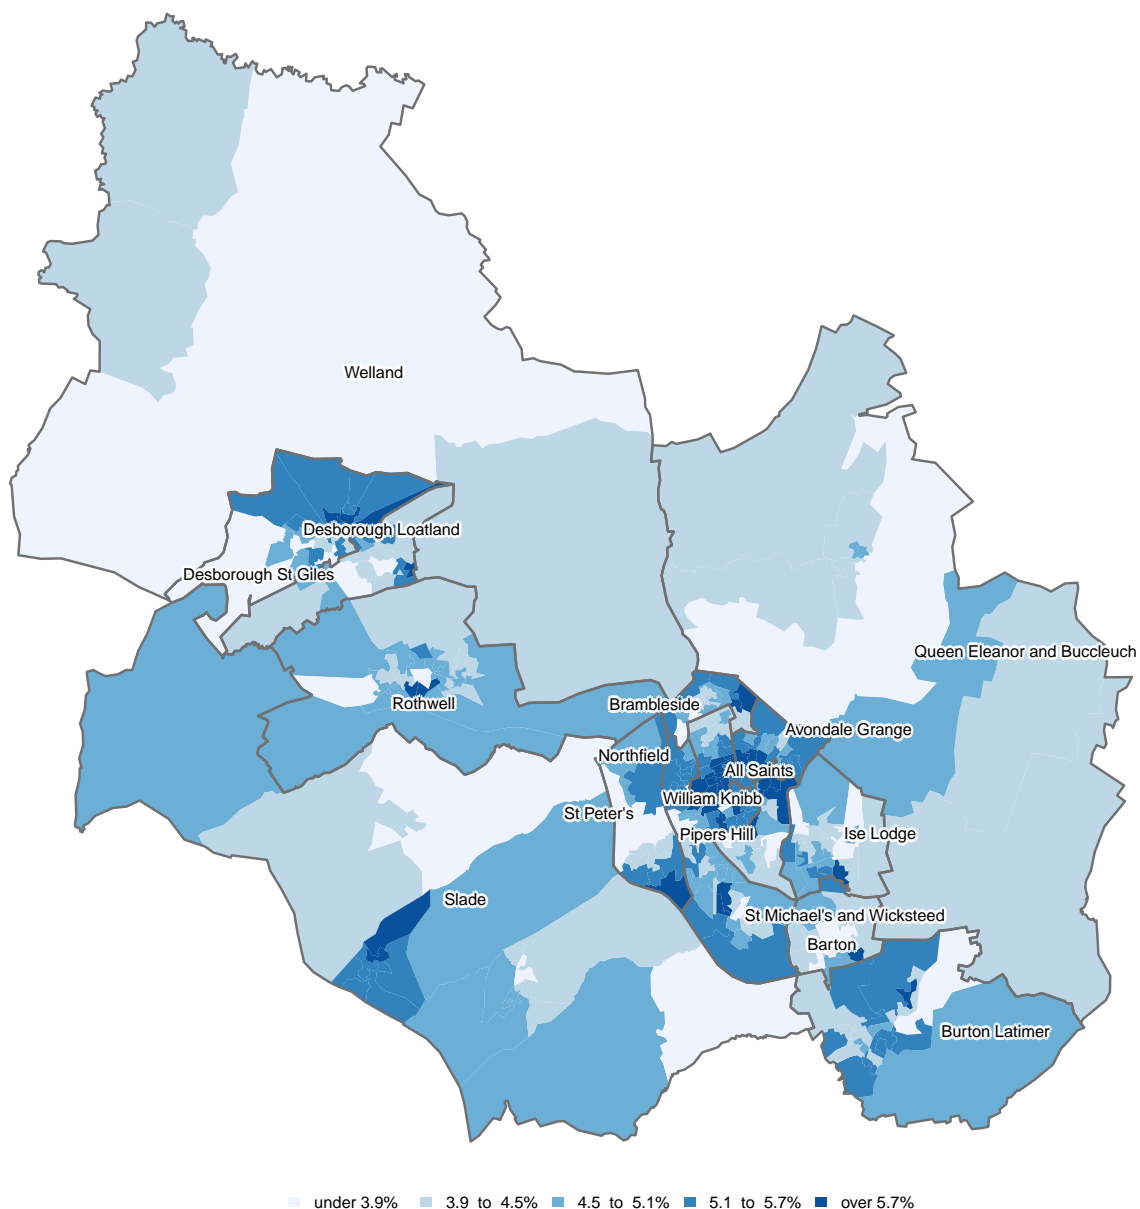 Welland
Desborough Loatland
Desborough St Giles
Queen Eleanor and Buccleuch
Rothwell
Brambleside
Avondale Grange
Northfield
All Saints
William Knibb
St Peter's
Pipers Hill
Ise Lodge
Slade
St Michael's and Wicksteed
Barton
Burton Latimer
under 3.9% 3.9 to 4.5% 4.5 to 5.1% 5.1 to 5.7% over 5.7%